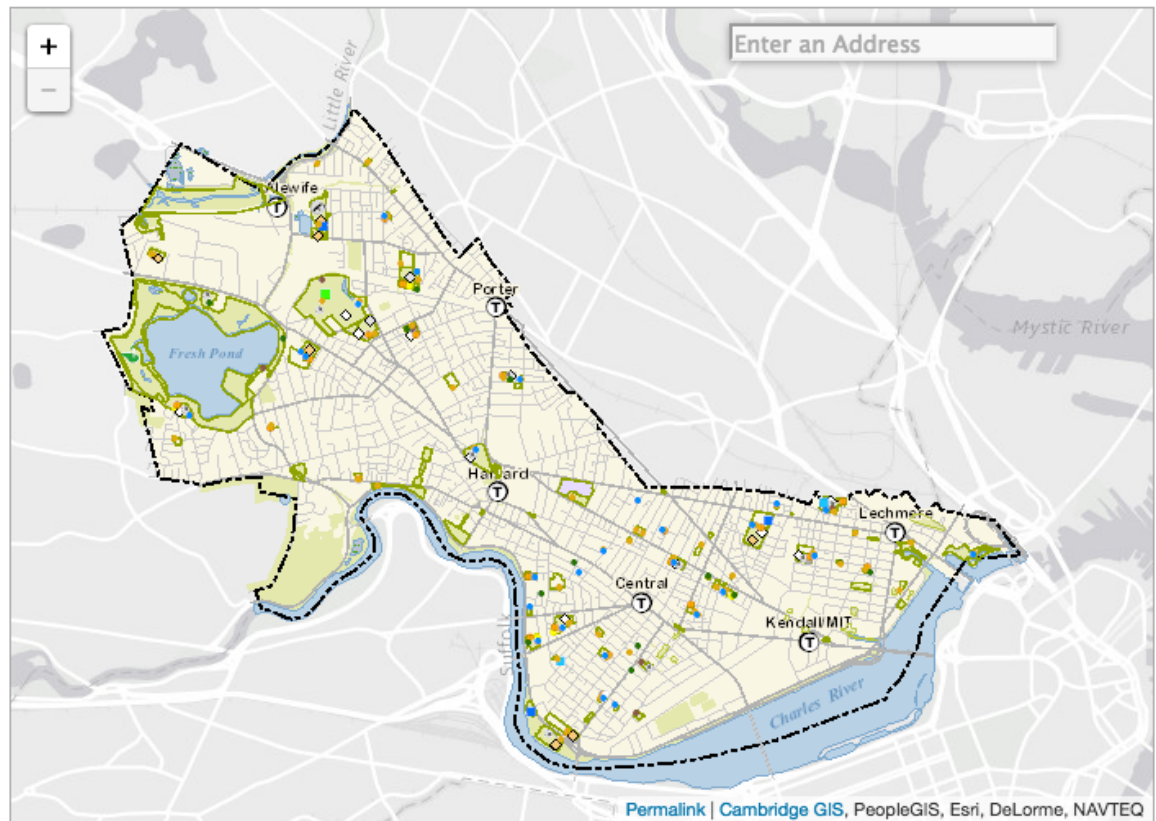 +
Enter an Address
−
Little River
Alewife
T
Porter
T
Mystic River
Fresh Pond
Harvard
T
Lechmere
T
Central
T
Suffolk
Kendall/MIT
T
Charles River
Permalink | Cambridge GIS, PeopleGIS, Esri, DeLorme, NAVTEQ